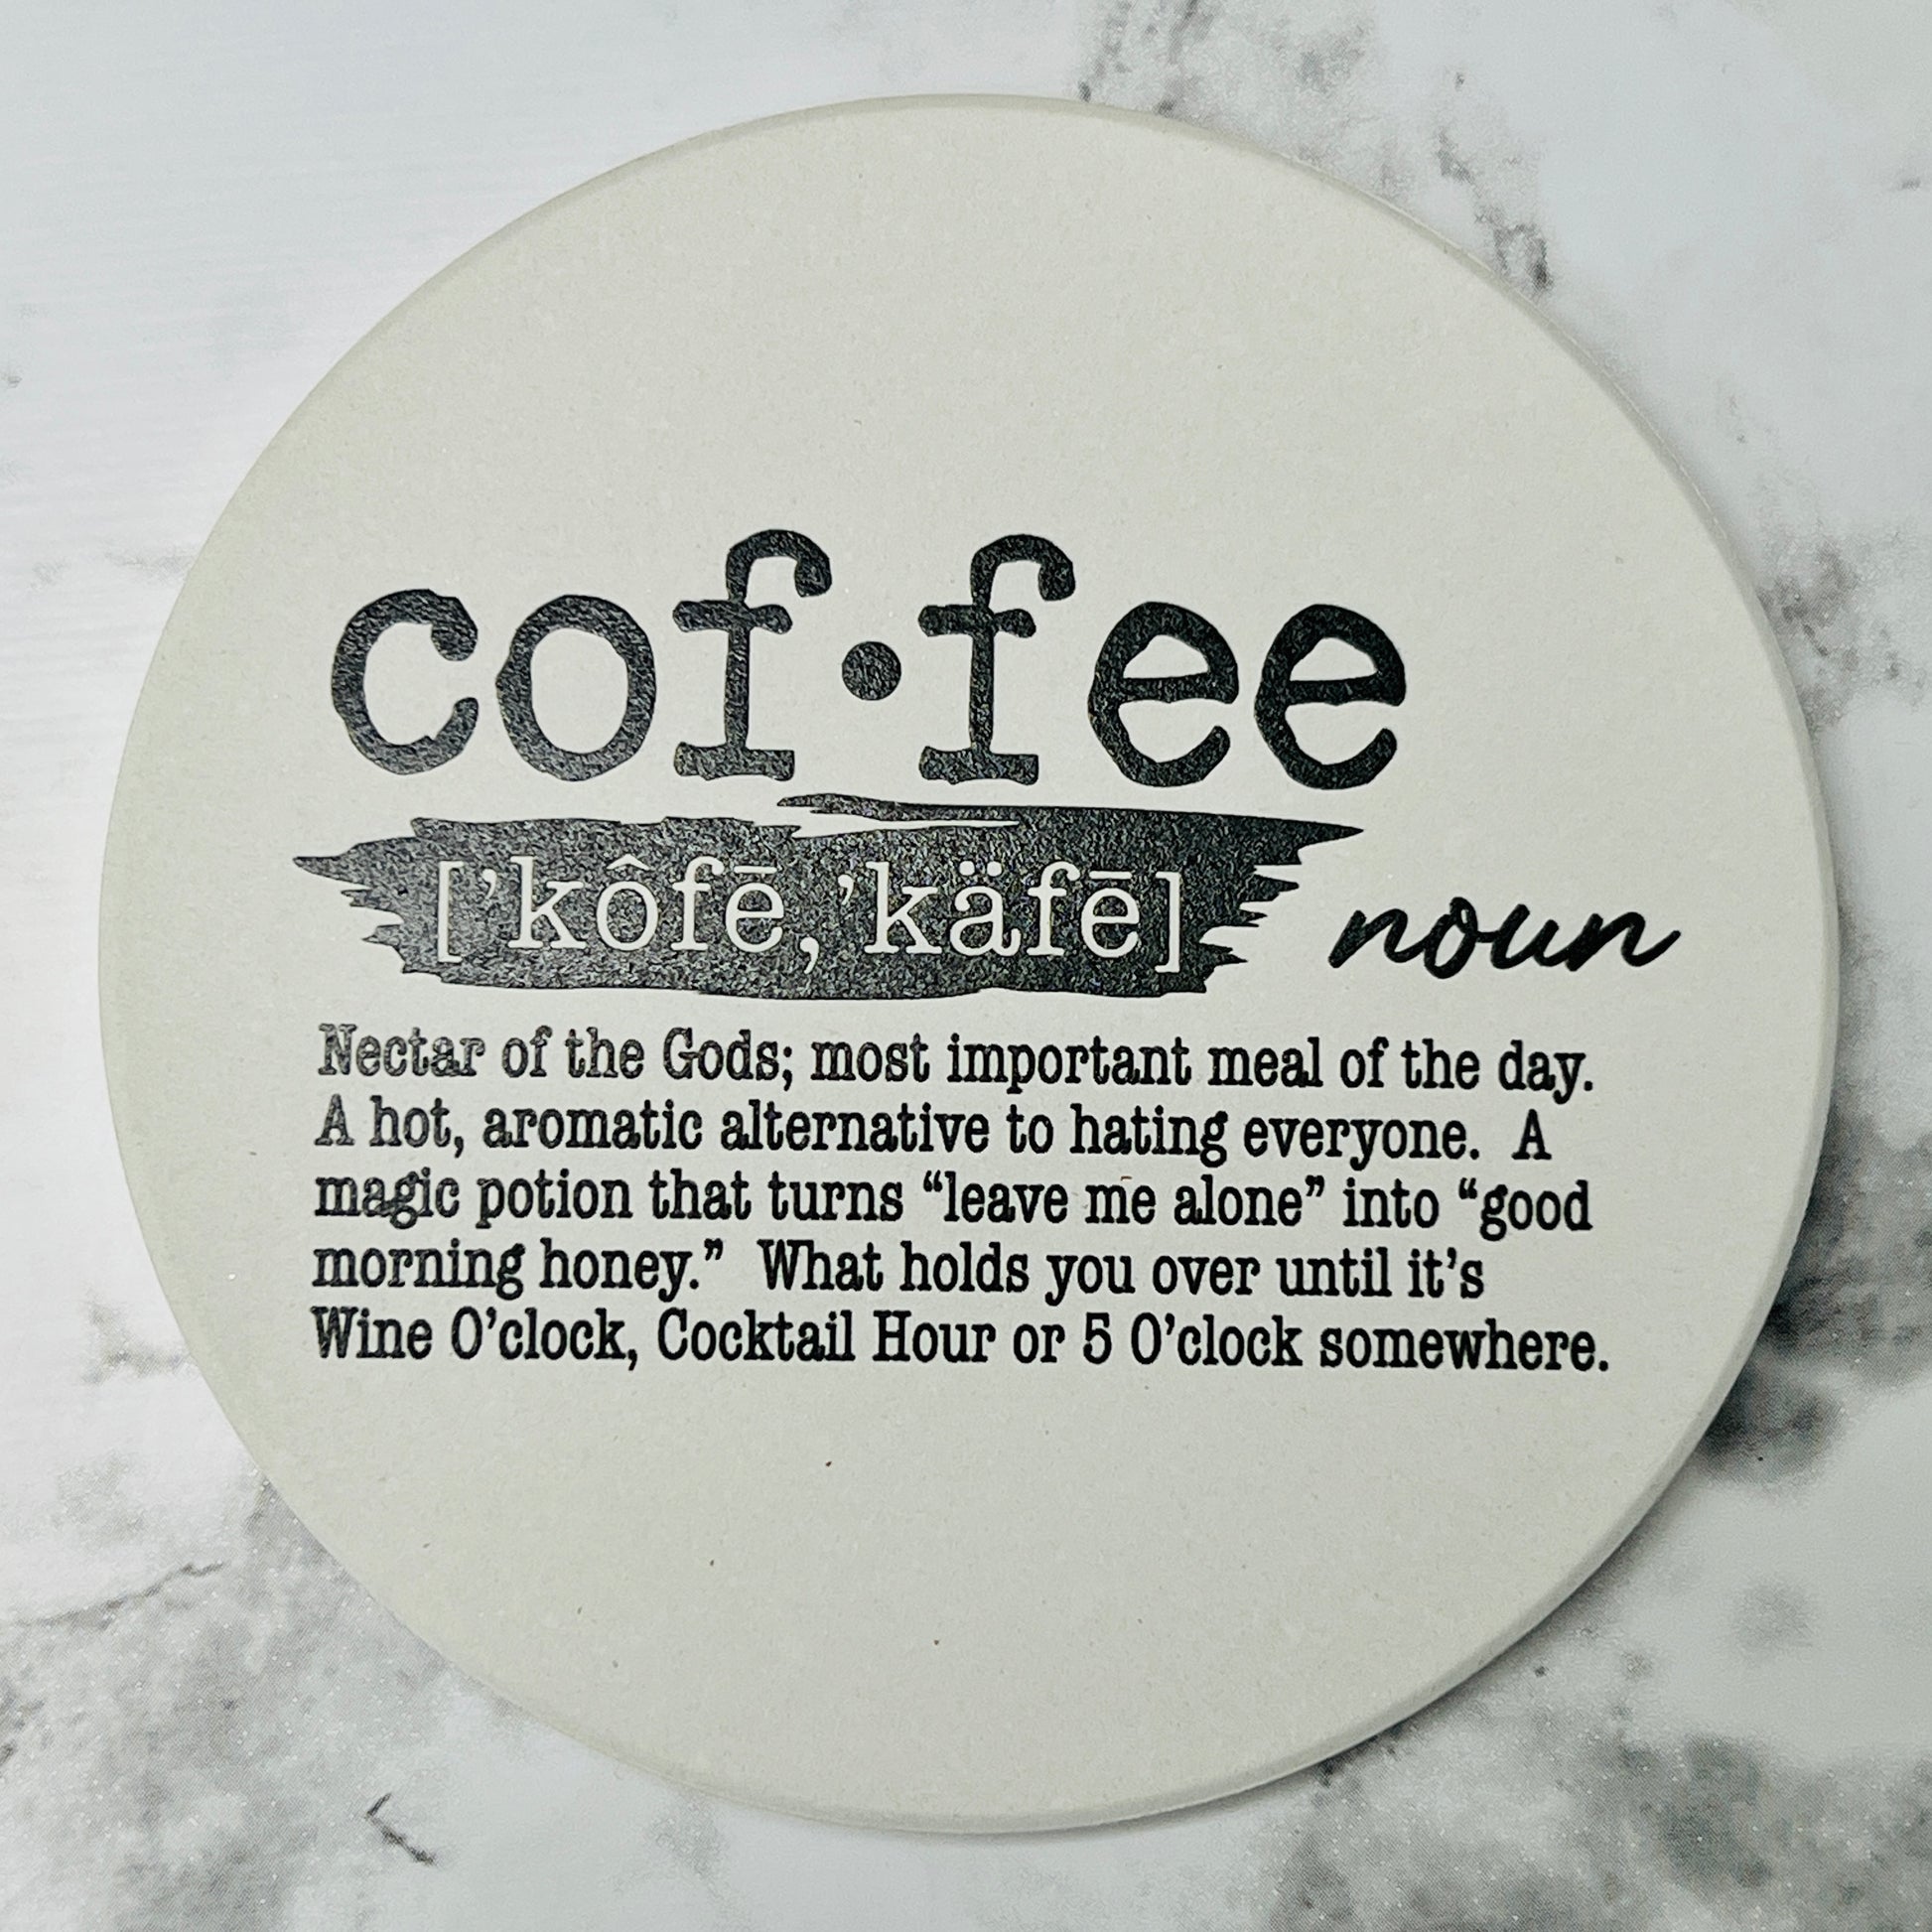 cof·fee
[’kôfē, ’käfē] noun
Nectar of the Gods; most important meal of the day.
A hot, aromatic alternative to hating everyone.  A
magic potion that turns “leave me alone” into “good
morning honey.”  What holds you over until it’s
Wine O’clock, Cocktail Hour or 5 O’clock somewhere.